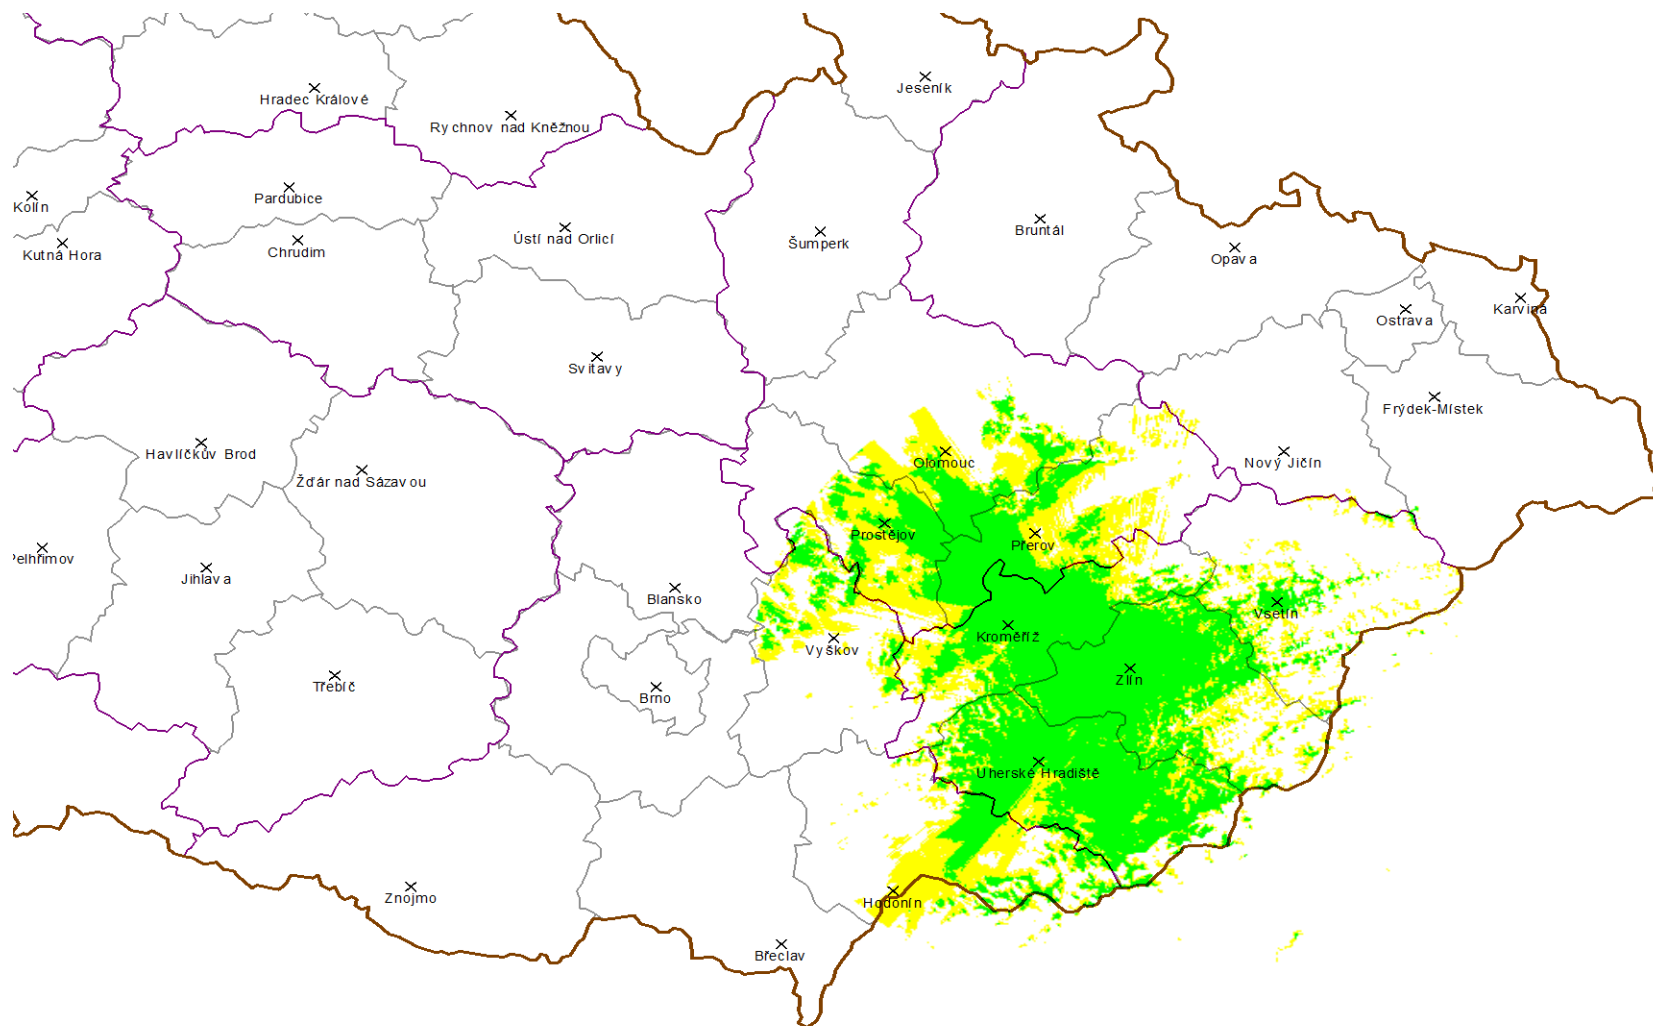 Jeseník
Hradec Králové
Rychnov nad Kněžnou
Kolín
Pardubice
Kutná Hora
Chrudim
Ústí nad Orlicí
Šumperk
Bruntál
Opava
Karviná
Ostrava
Svitavy
Frýdek-Místek
Havlíčkův Brod
Žďár nad Sázavou
Olomouc
Nový Jičín
Prostějov
Přerov
Pelhřimov
Jihlava
Blansko
Vsetín
Kroměříž
Vyškov
Třebíč
Brno
Zlín
Uherské Hradiště
Znojmo
Hodonín
Břeclav